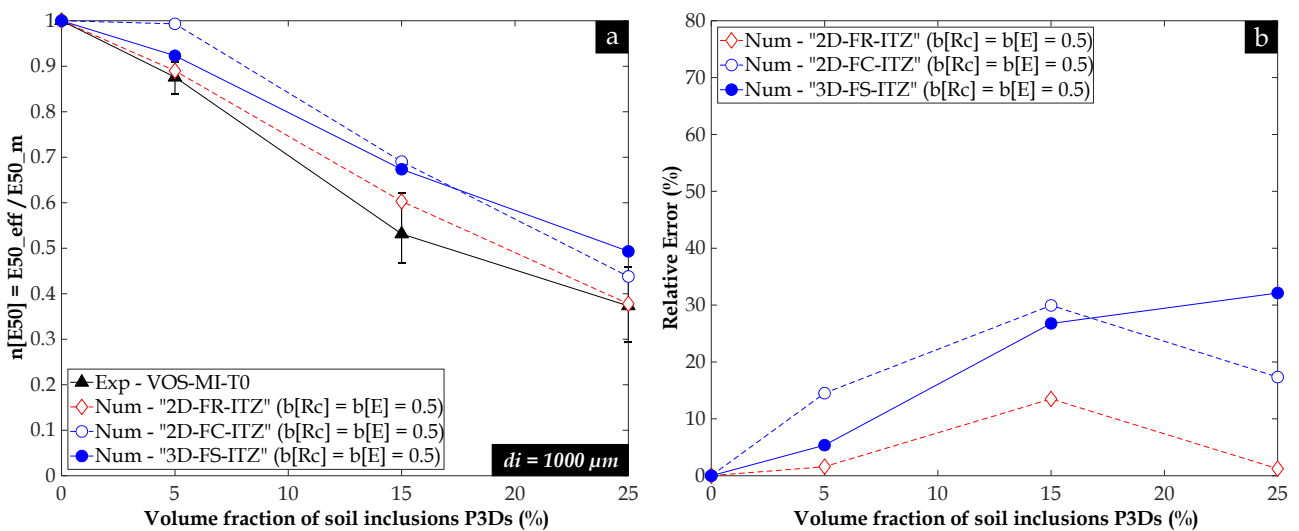 a
1
0.9
0.8
0.7
0.6
0.5
0.4
0.3
0.2
0.1
0
n[E50] = E50_eff / E50_m
Exp - VOS-MI-T0
Num - "2D-FR-ITZ" (b[Rc] = b[E] = 0.5)
Num - "2D-FC-ITZ" (b[Rc] = b[E] = 0.5)
Num - "3D-FS-ITZ" (b[Rc] = b[E] = 0.5)
di = 1000 μm
0 5 10 15 20 25
Volume fraction of soil inclusions P3Ds (%)
b
Num - "2D-FR-ITZ" (b[Rc] = b[E] = 0.5)
Num - "2D-FC-ITZ" (b[Rc] = b[E] = 0.5)
Num - "3D-FS-ITZ" (b[Rc] = b[E] = 0.5)
80
70
60
50
40
30
20
10
0
Relative Error (%)
0 5 10 15 20 25
Volume fraction of soil inclusions P3Ds (%)